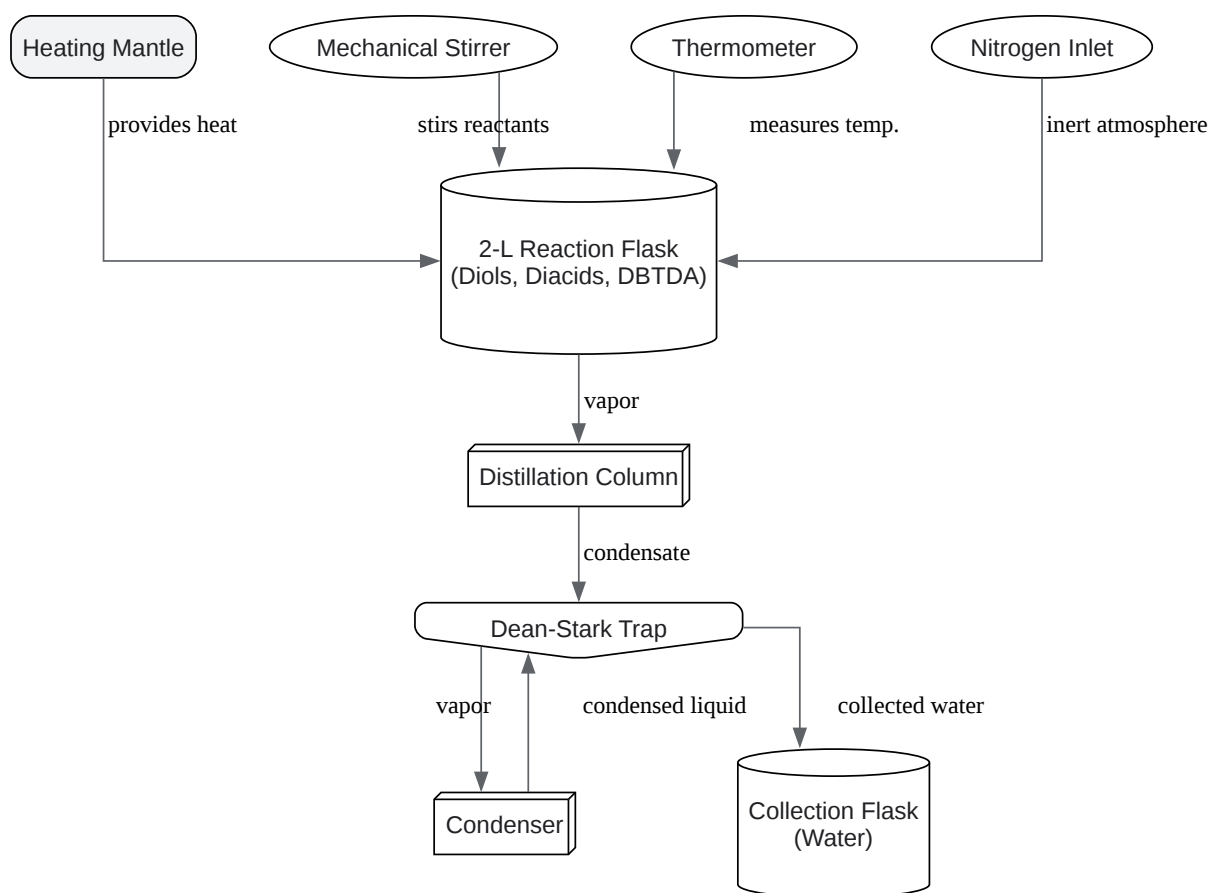 Heating Mantle
Mechanical Stirrer
Thermometer
Nitrogen Inlet
provides heat
stirs reactants
measures temp.
inert atmosphere
2-L Reaction Flask
(Diols, Diacids, DBTDA)
vapor
Distillation Column
condensate
Dean-Stark Trap
vapor
condensed liquid
collected water
Condenser
Collection Flask
(Water)